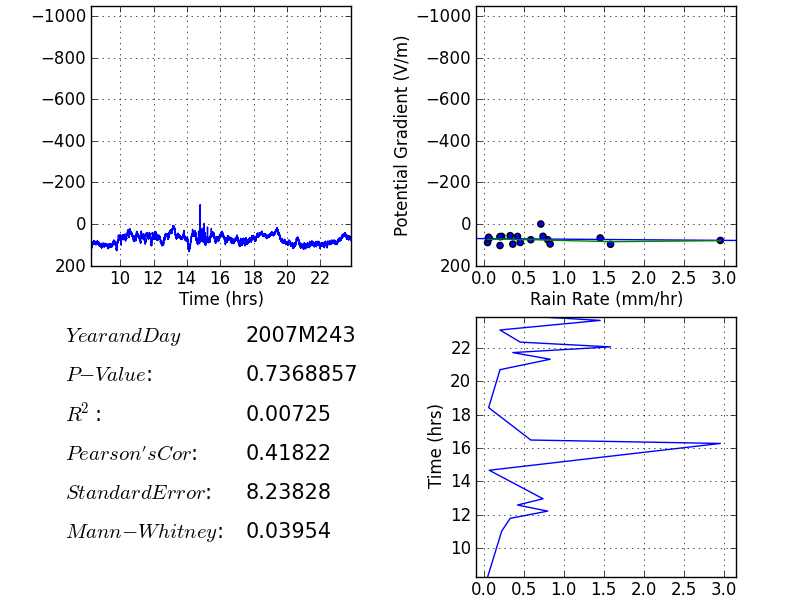 −1000
−800
−600
−400
−200
0
200
10 12 14 16 18 20 22
Time (hrs)
Potential Gradient (V/m)
−1000
−800
−600
−400
−200
0
200
0.0 0.5 1.0 1.5 2.0 2.5 3.0
Rain Rate (mm/hr)
YearandDay 2007M243
P−Value: 0.7368857
R²: 0.00725
Pearson'sCor: 0.41822
StandardError: 8.23828
Mann−Whitney: 0.03954
Time (hrs)
22
20
18
16
14
12
10
0.0 0.5 1.0 1.5 2.0 2.5 3.0